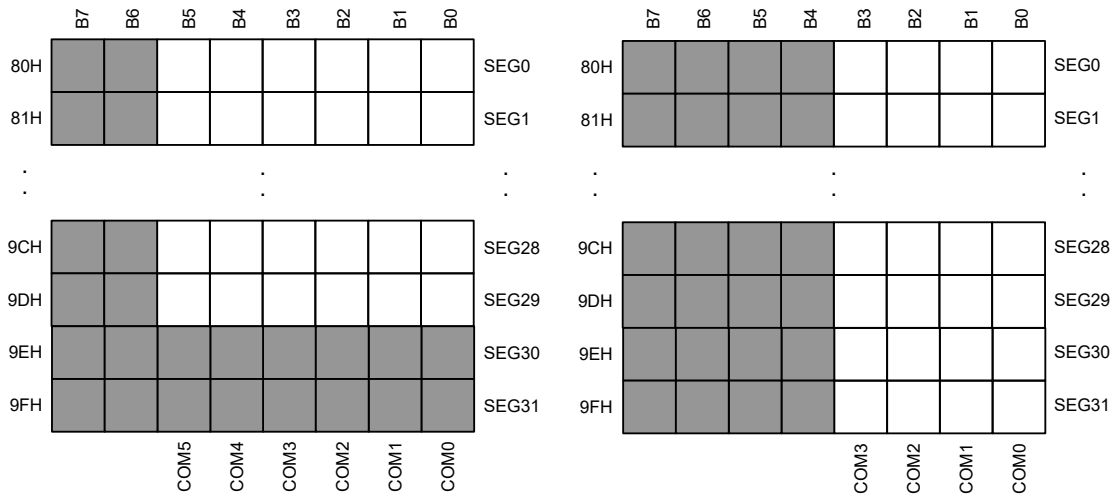 B7 B6 B5 B4 B3 B2 B1 B0
80H SEG0
81H SEG1
: : :
9CH SEG28
9DH SEG29
9EH SEG30
9FH SEG31
COM5 COM4 COM3 COM2 COM1 COM0
B7 B6 B5 B4 B3 B2 B1 B0
80H SEG0
81H SEG1
: : :
9CH SEG28
9DH SEG29
9EH SEG30
9FH SEG31
COM3 COM2 COM1 COM0